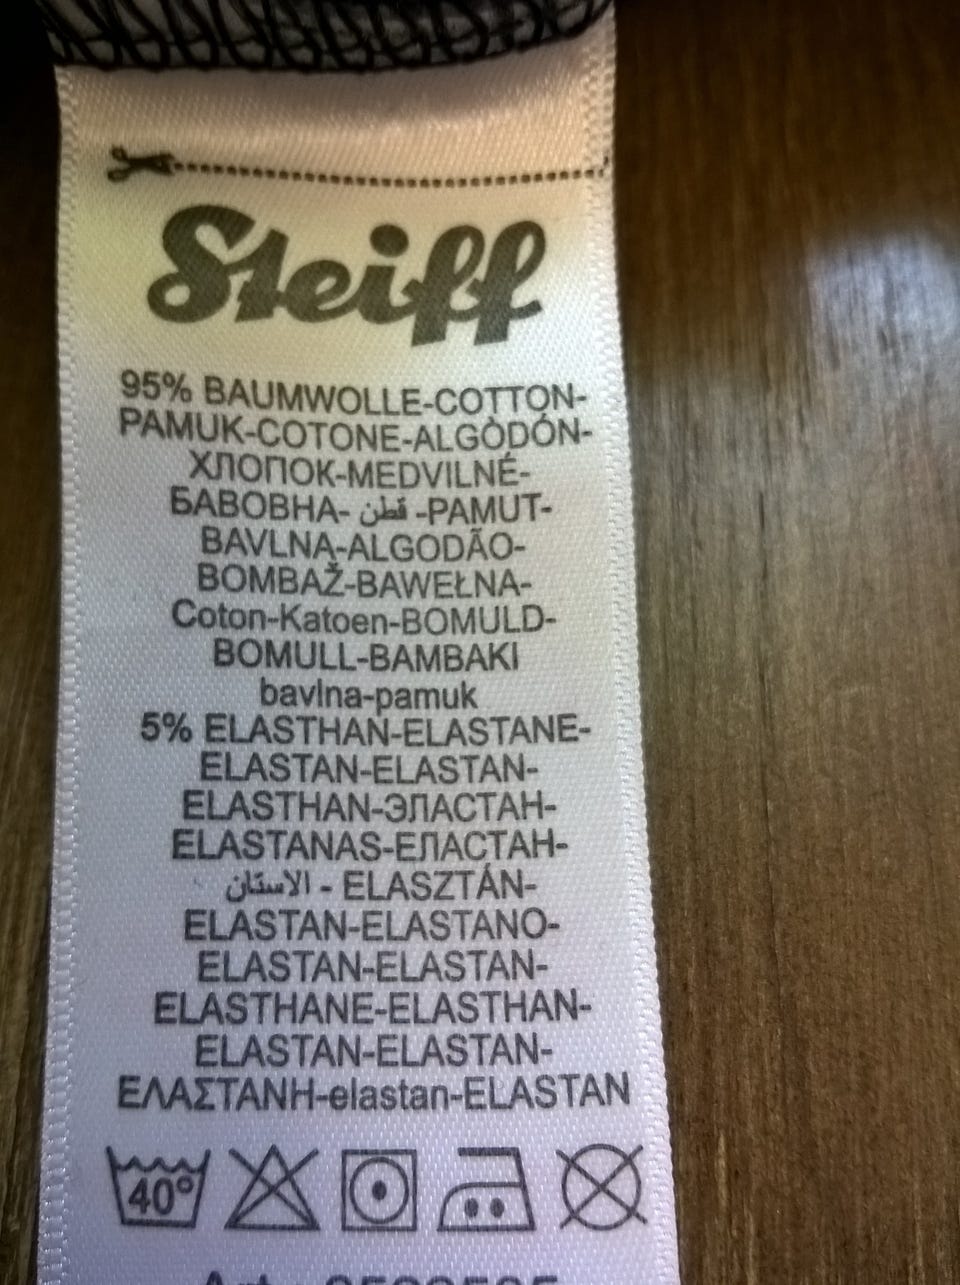 Steiff
95% BAUMWOLLE-COTTON-
PAMUK-COTONE-ALGODÓN-
ХЛОПОК-MEDVILNÉ-
БАВОВНА- قطن -PAMUT-
BAVLNA-ALGODÃO-
BOMBAŽ-BAWEŁNA-
Coton-Katoen-BOMULD-
BOMULL-BAMBAKI
bavlna-pamuk
5% ELASTHAN-ELASTANE-
ELASTAN-ELASTAN-
ELASTHAN-ЭЛАСТАН-
ELASTANAS-ЕЛАСТАН-
الاستان - ELASZTÁN-
ELASTAN-ELASTANO-
ELASTAN-ELASTAN-
ELASTHANE-ELASTHAN-
ELASTAN-ELASTAN-
ΕΛΑΣΤΑΝΗ-elastan-ELASTAN
40°